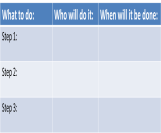 What to do: Who will do it: When will it be done:
Step 1:
Step 2:
Step 3: